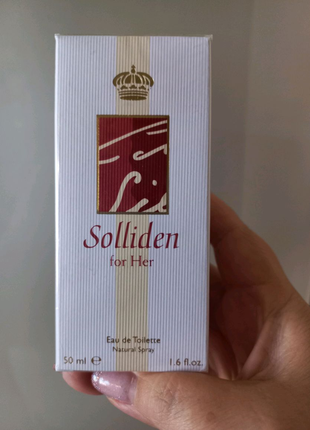 Solliden
for Her
Eau de Toilette
Natural Spray
50 ml ℮ 1.6 fl.oz.